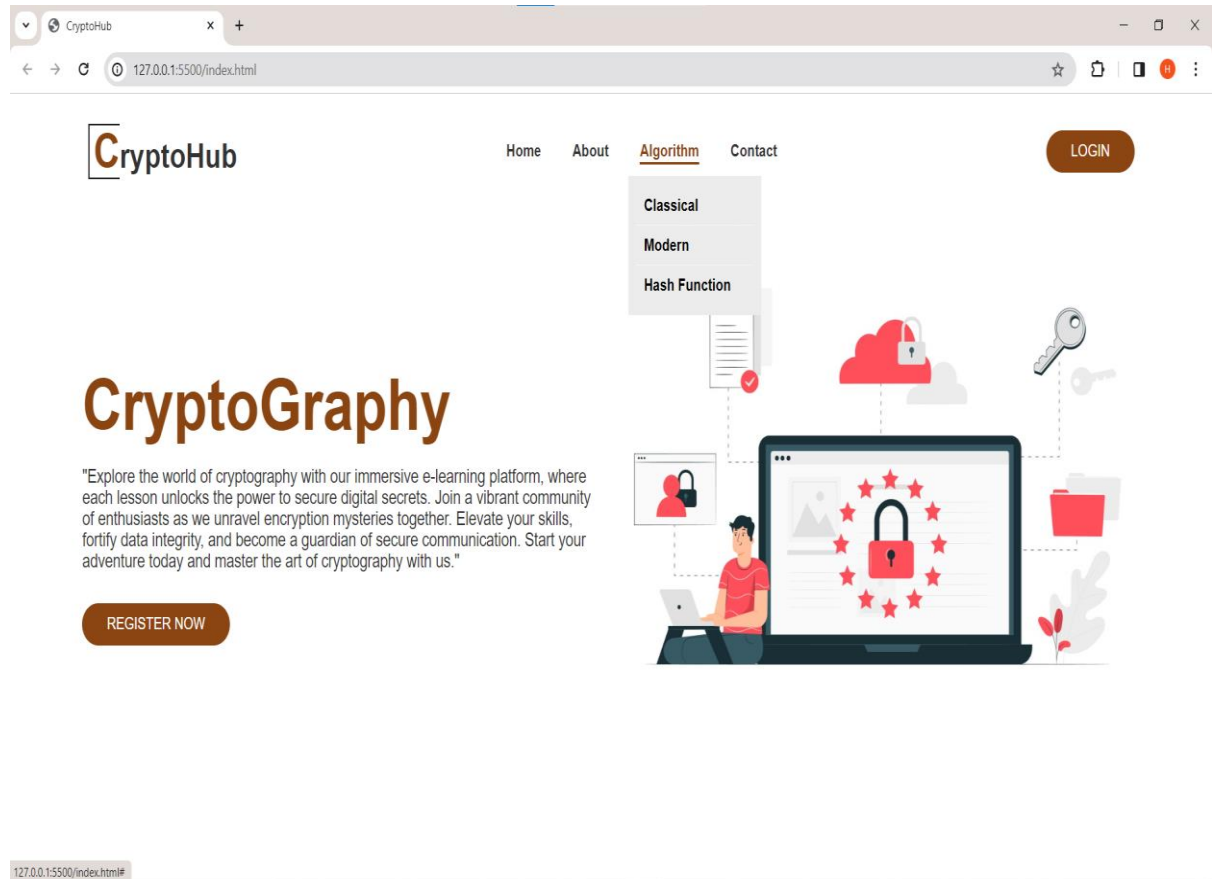 CryptoHub
127.0.0.1:5500/index.html
H
CryptoHub
Home About Algorithm Contact LOGIN
Classical
Modern
Hash Function
CryptoGraphy
"Explore the world of cryptography with our immersive e-learning platform, where
each lesson unlocks the power to secure digital secrets. Join a vibrant community
of enthusiasts as we unravel encryption mysteries together. Elevate your skills,
fortify data integrity, and become a guardian of secure communication. Start your
adventure today and master the art of cryptography with us."
REGISTER NOW
127.0.0.1:5500/index.html#